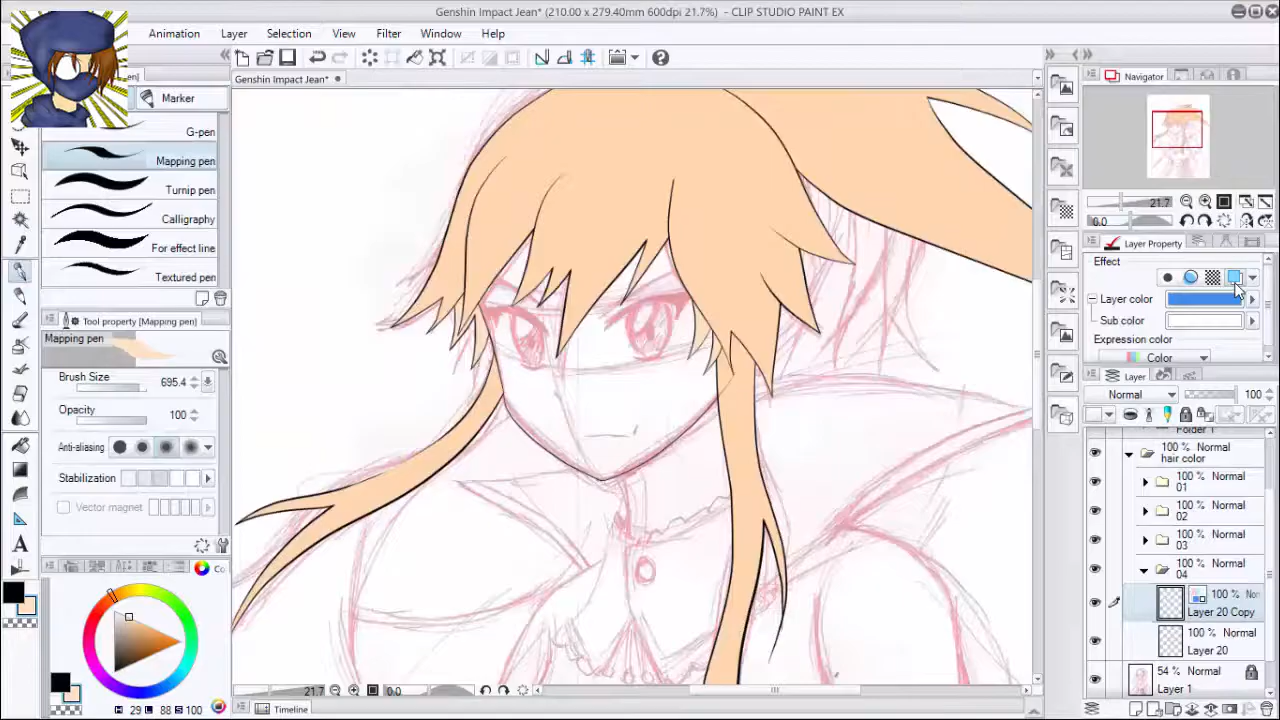 Genshin Impact Jean* (210.00 x 279.40mm 600dpi 21.7%) - CLIP STUDIO PAINT EX
Animation Layer Selection View Filter Window Help
Genshin Impact Jean*
Marker
G-pen
Mapping pen
Turnip pen
Calligraphy
For effect line
Textured pen
Tool property [Mapping pen]
Mapping pen
Brush Size 695.4
Opacity 100
Anti-aliasing
Stabilization
Vector magnet
Co
H 29 S 88 V 100
21.7 0.0
Timeline
Navigator
21.7
0.0
Layer Property
Effect
Layer color
Sub color
Expression color
Color
Layer
Normal 100
Folder 1
100 % Normal
hair color
100 % Normal
01
100 % Normal
02
100 % Normal
03
100 % Normal
04
100 % No
Layer 20 Copy
100 % Normal
Layer 20
54 % Normal
Layer 1